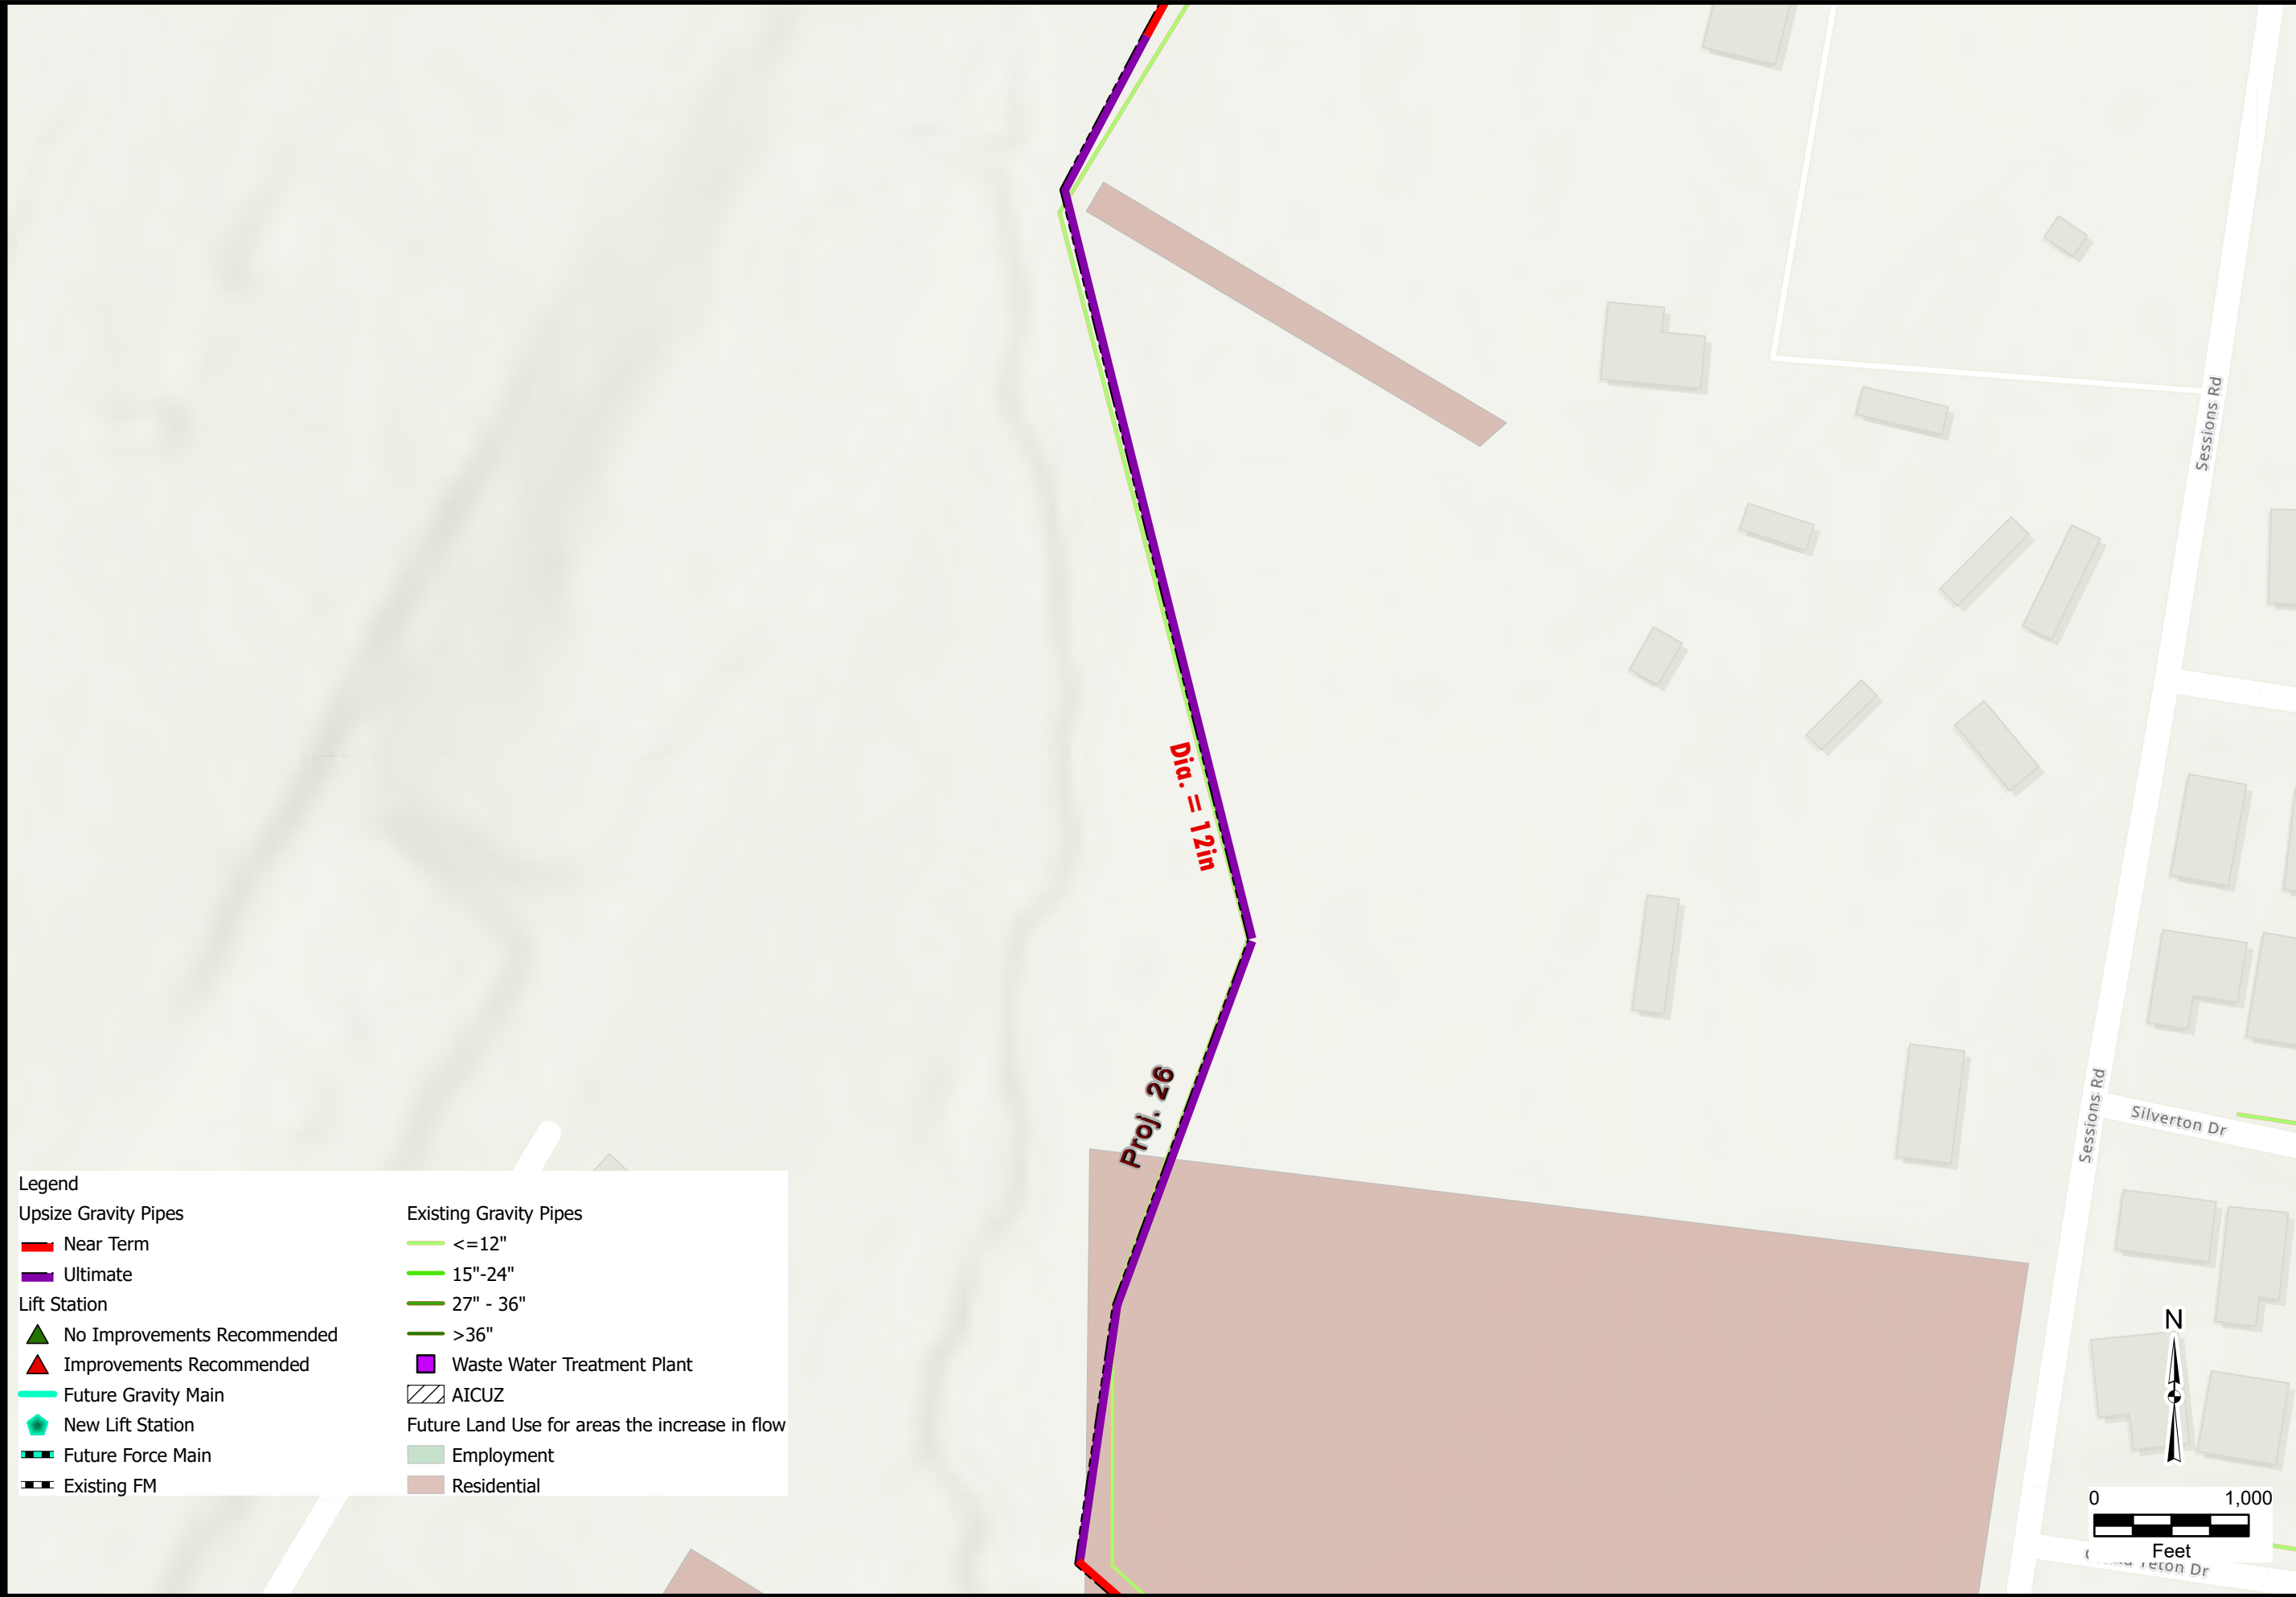 Sessions Rd
Dia. = 12in
Proj. 26
Sessions Rd
Silverton Dr
Legend
Upsize Gravity Pipes
Near Term
Ultimate
Lift Station
No Improvements Recommended
Improvements Recommended
Future Gravity Main
New Lift Station
Future Force Main
Existing FM
Existing Gravity Pipes
<=12"
15"-24"
27" - 36"
>36"
Waste Water Treatment Plant
AICUZ
Future Land Use for areas the increase in flow
Employment
Residential
N
0 1,000
Feet
Teton Dr